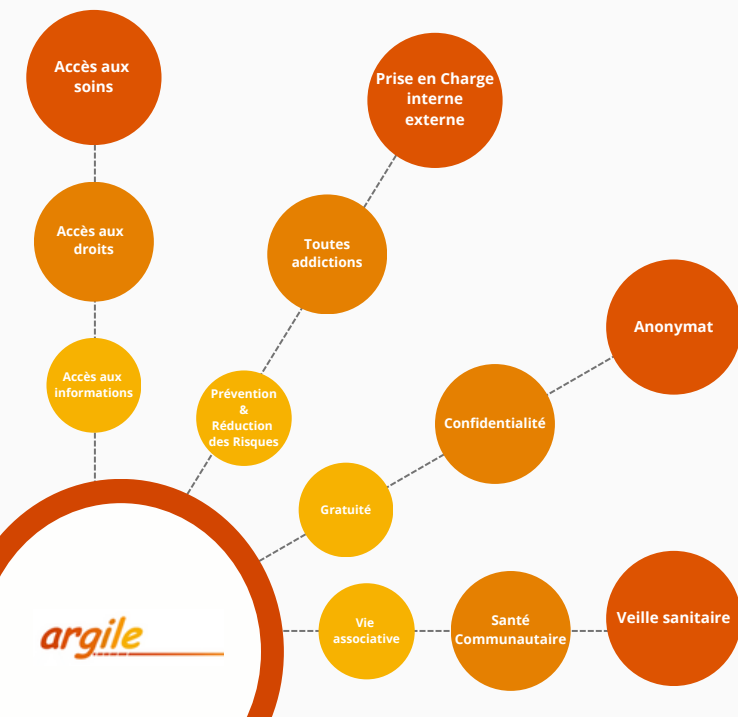 Accès aux
soins
Accès aux
droits
Accès aux
informations
Prise en Charge
interne
externe
Toutes
addictions
Prévention
&
Réduction
des Risques
Anonymat
Confidentialité
Gratuité
Vie
associative
Santé
Communautaire
Veille sanitaire
argile